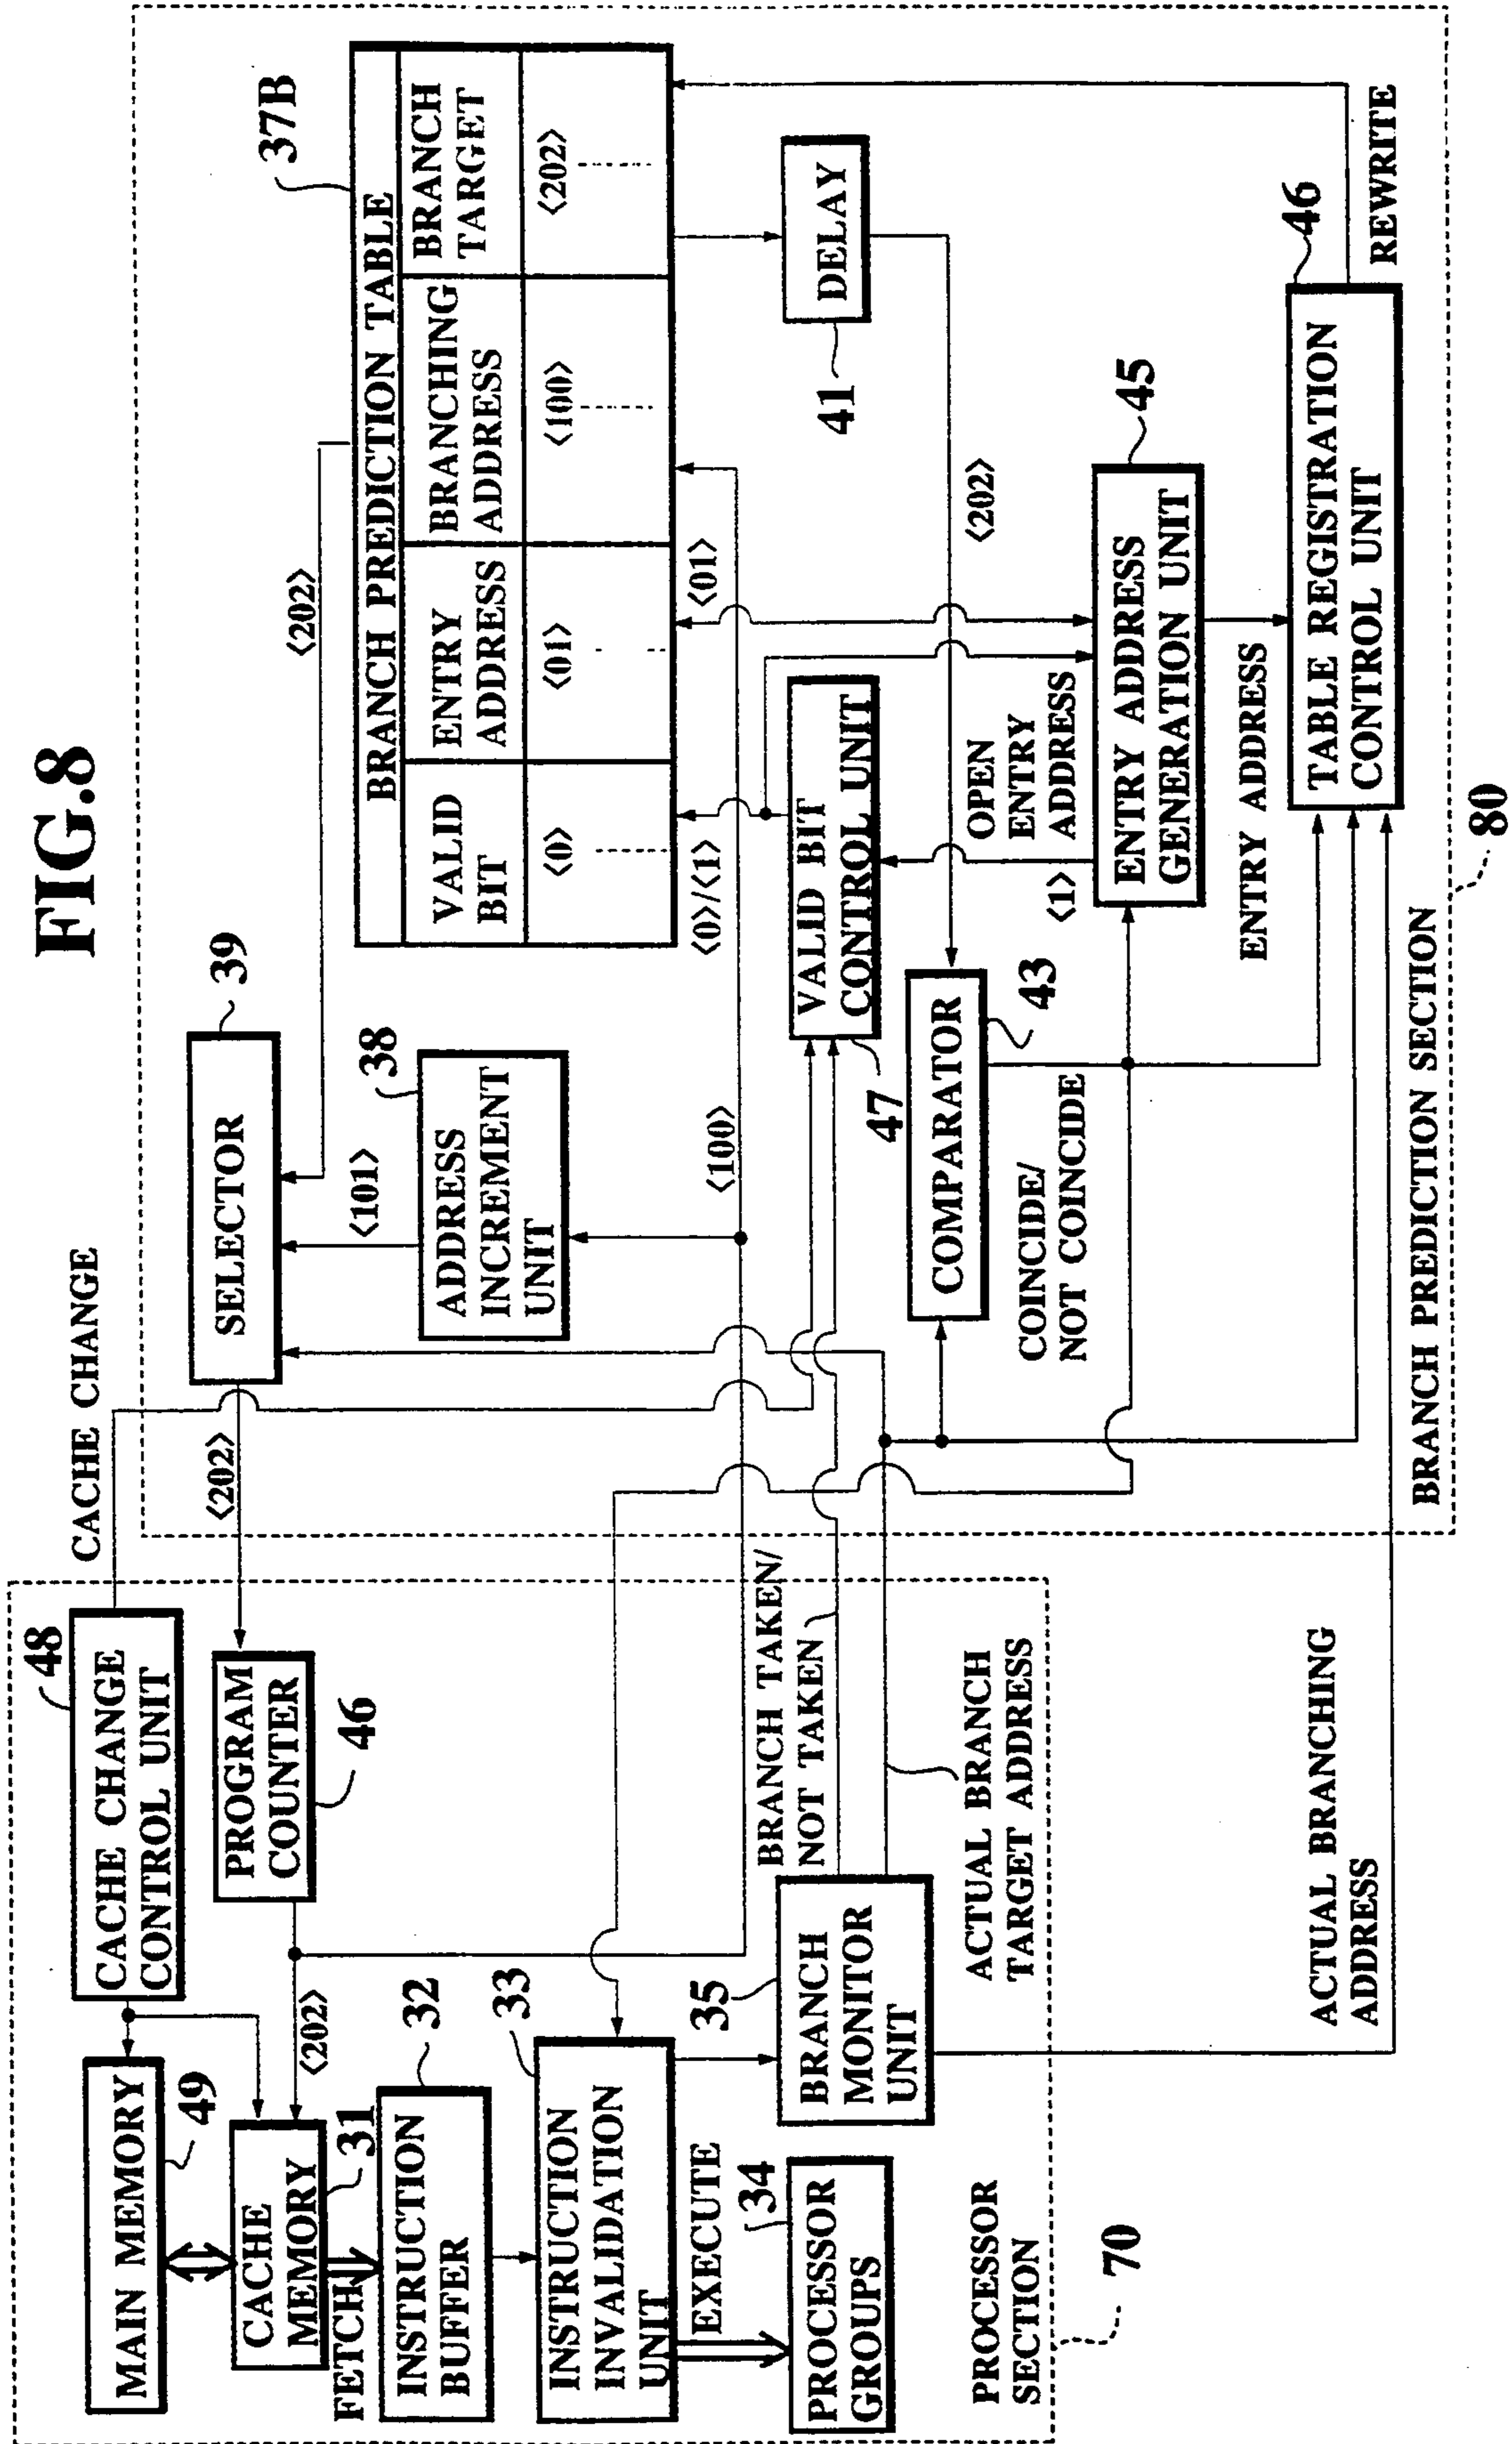 FIG.8
CACHE CHANGE
48
CACHE CHANGE
CONTROL UNIT
MAIN MEMORY
49
PROGRAM
COUNTER
46
<202>
<202>
CACHE
MEMORY
31
FETCH
INSTRUCTION
BUFFER
32
INSTRUCTION
INVALIDATION
UNIT
33
EXECUTE
PROCESSOR
GROUPS
34
BRANCH
MONITOR
UNIT
35
BRANCH TAKEN/
NOT TAKEN
ACTUAL BRANCH
TARGET ADDRESS
ACTUAL BRANCHING
ADDRESS
PROCESSOR
SECTION
70
SELECTOR
39
<202>
<101>
ADDRESS
INCREMENT
UNIT
38
<100>
37B
BRANCH PREDICTION TABLE
VALID
BIT
ENTRY
ADDRESS
BRANCHING
ADDRESS
BRANCH
TARGET
<0>
<01>
<100>
<202>
<0>/<1>
<01>
DELAY
41
<202>
VALID BIT
CONTROL UNIT
47
COMPARATOR
43
COINCIDE/
NOT COINCIDE
OPEN
ENTRY
ADDRESS
<1>
ENTRY ADDRESS
GENERATION UNIT
45
ENTRY ADDRESS
TABLE REGISTRATION
CONTROL UNIT
46
REWRITE
BRANCH PREDICTION SECTION
80